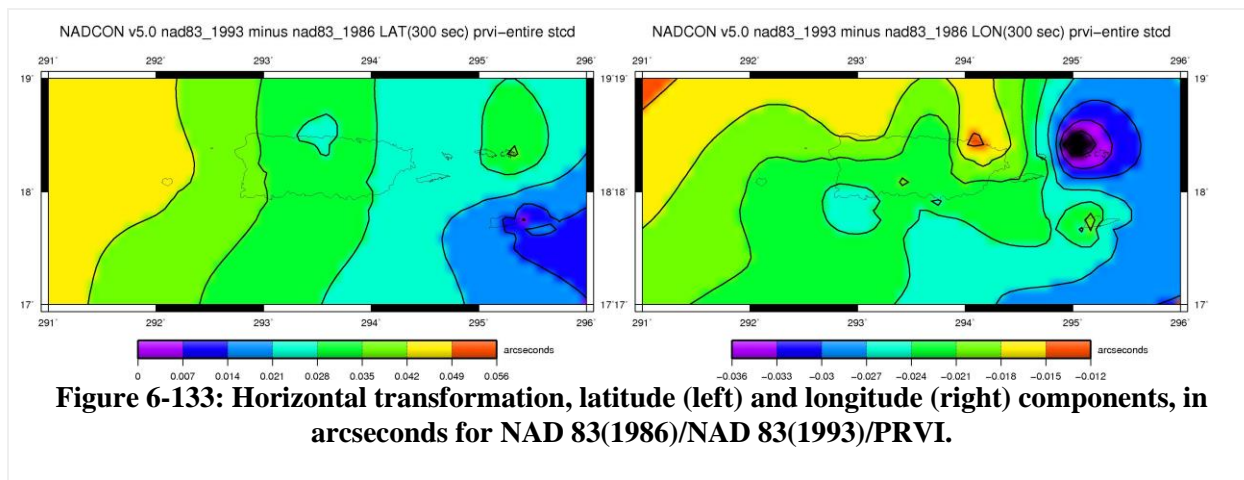 NADCON v5.0 nad83_1993 minus nad83_1986 LAT(300 sec) prvi-entire stcd
NADCON v5.0 nad83_1993 minus nad83_1986 LON(300 sec) prvi-entire stcd
291˚ 292˚ 293˚ 294˚ 295˚ 296˚
291˚ 292˚ 293˚ 294˚ 295˚ 296˚
19˚ 19˚19˚
18˚ 18˚18˚
17˚ 17˚17˚
291˚ 292˚ 293˚ 294˚ 295˚ 296˚
291˚ 292˚ 293˚ 294˚ 295˚ 296˚
arcseconds
0 0.007 0.014 0.021 0.028 0.035 0.042 0.049 0.056
arcseconds
−0.036 −0.033 −0.03 −0.027 −0.024 −0.021 −0.018 −0.015 −0.012
Figure 6-133: Horizontal transformation, latitude (left) and longitude (right) components, in
arcseconds for NAD 83(1986)/NAD 83(1993)/PRVI.